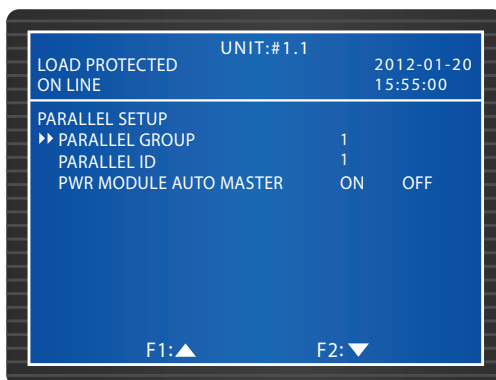 UNIT:#1.1
LOAD PROTECTED 2012-01-20
ON LINE 15:55:00
PARALLEL SETUP
PARALLEL GROUP 1
PARALLEL ID 1
PWR MODULE AUTO MASTER ON OFF
F1: F2: